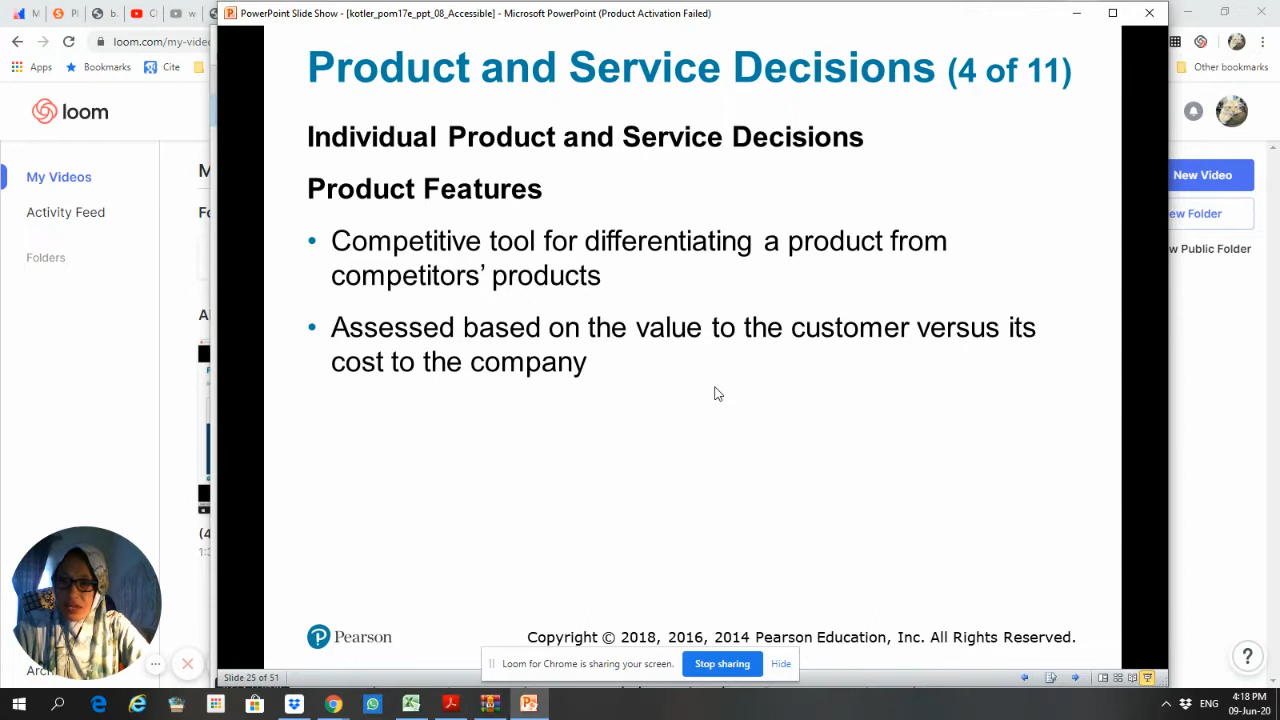 PowerPoint Slide Show - [kotler_pom17e_ppt_08_Accessible] - Microsoft PowerPoint (Product Activation Failed)
loom.com/my-video
Apps Bookmarks Cite
Other bookmarks
loom
My Videos
Activity Feed
Folders
New Video
New Folder
New Public Folder
Product and Service Decisions (4 of 11)
Individual Product and Service Decisions
Product Features
• Competitive tool for differentiating a product from
competitors’ products
• Assessed based on the value to the customer versus its
cost to the company
Pearson
Copyright © 2018, 2016, 2014 Pearson Education, Inc. All Rights Reserved.
Loom for Chrome is sharing your screen. Stop sharing Hide
Slide 25 of 51
ENG
4:18 PM
09-Jun-20